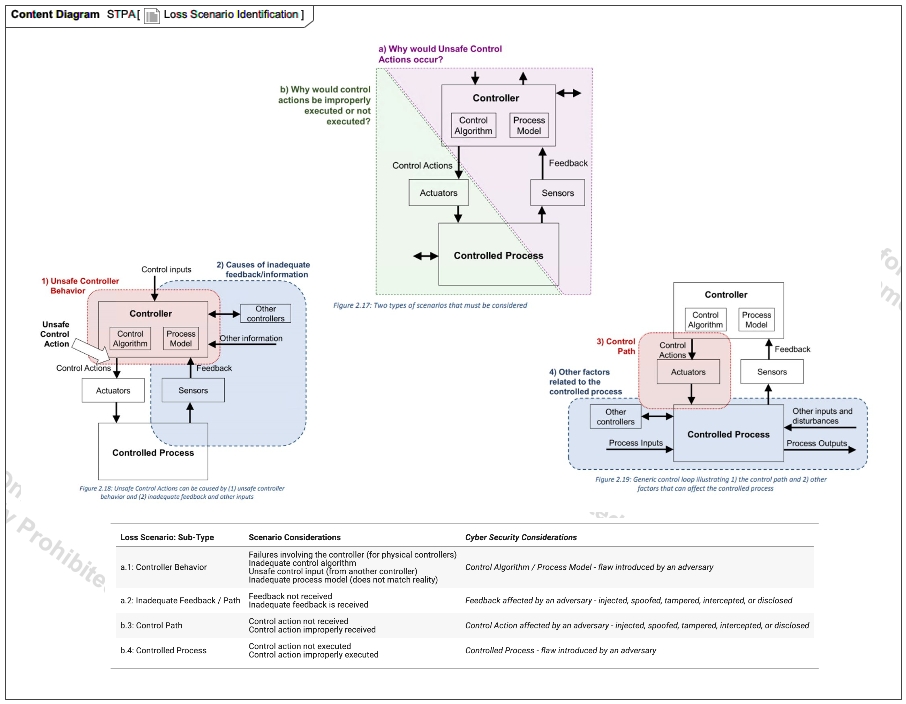 Content Diagram STPA[ Loss Scenario Identification ]
a) Why would Unsafe Control
Actions occur?
b) Why would control
actions be improperly
executed or not
executed?
Controller
Control
Algorithm
Process
Model
Control Actions
Feedback
Actuators
Sensors
Controlled Process
Figure 2.17: Two types of scenarios that must be considered
1) Unsafe Controller
Behavior
Control inputs
2) Causes of inadequate
feedback/information
Controller
Control
Algorithm
Process
Model
Other
controllers
Other information
Unsafe
Control
Action
Control Actions
Feedback
Actuators
Sensors
Controlled Process
Figure 2.18: Unsafe Control Actions can be caused by (1) unsafe controller
behavior and (2) inadequate feedback and other inputs
Controller
Control
Algorithm
Process
Model
3) Control
Path
Control
Actions
Feedback
Actuators
Sensors
4) Other factors
related to the
controlled process
Other
controllers
Controlled Process
Other inputs and
disturbances
Process Inputs
Process Outputs
Figure 2.19: Generic control loop illustrating 1) the control path and 2) other
factors that can affect the controlled process
y Prohibite
Loss Scenario: Sub-Type Scenario Considerations Cyber Security Considerations
a.1: Controller Behavior
Failures involving the controller (for physical controllers)
Inadequate control algorithm
Unsafe control input (from another controller)
Inadequate process model (does not match reality)
Control Algorithm / Process Model - flaw introduced by an adversary
a.2: Inadequate Feedback / Path
Feedback not received
Inadequate feedback is received
Feedback affected by an adversary - injected, spoofed, tampered, intercepted, or disclosed
b.3: Control Path
Control action not received
Control action improperly received
Control Action affected by an adversary - injected, spoofed, tampered, intercepted, or disclosed
b.4: Controlled Process
Control action not executed
Control action improperly executed
Controlled Process - flaw introduced by an adversary